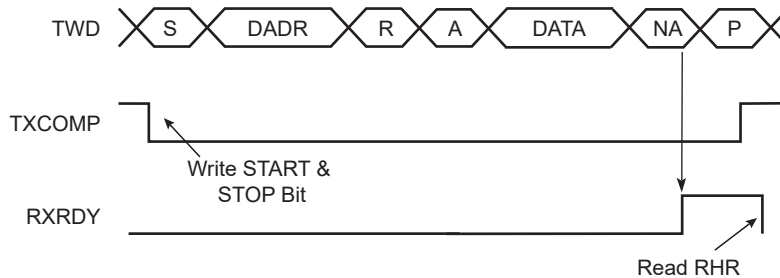 TWD S DADR R A DATA NA P
TXCOMP
Write START &
STOP Bit
RXRDY
Read RHR